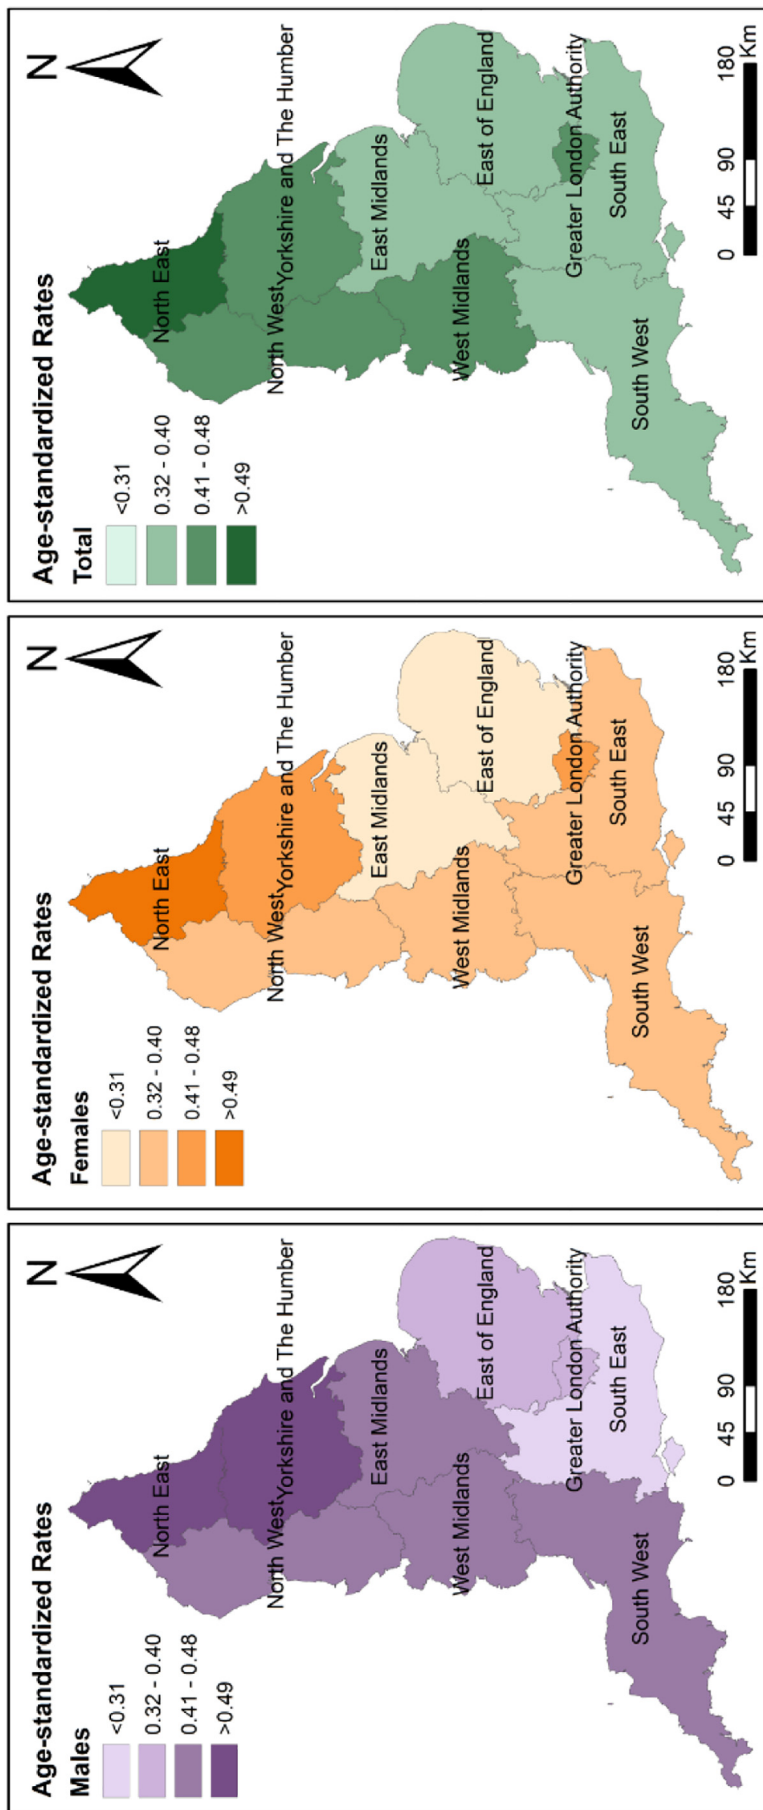 Age-standardized Rates
Males
<0.31
0.32 - 0.40
0.41 - 0.48
>0.49
N
North East
North West
Yorkshire and The Humber
East Midlands
West Midlands
East of England
Greater London Authority
South East
South West
0 45 90 180
Km
Age-standardized Rates
Females
<0.31
0.32 - 0.40
0.41 - 0.48
>0.49
N
North East
North West
Yorkshire and The Humber
East Midlands
West Midlands
East of England
Greater London Authority
South East
South West
0 45 90 180
Km
Age-standardized Rates
Total
<0.31
0.32 - 0.40
0.41 - 0.48
>0.49
N
North East
North West
Yorkshire and The Humber
East Midlands
West Midlands
East of England
Greater London Authority
South East
South West
0 45 90 180
Km